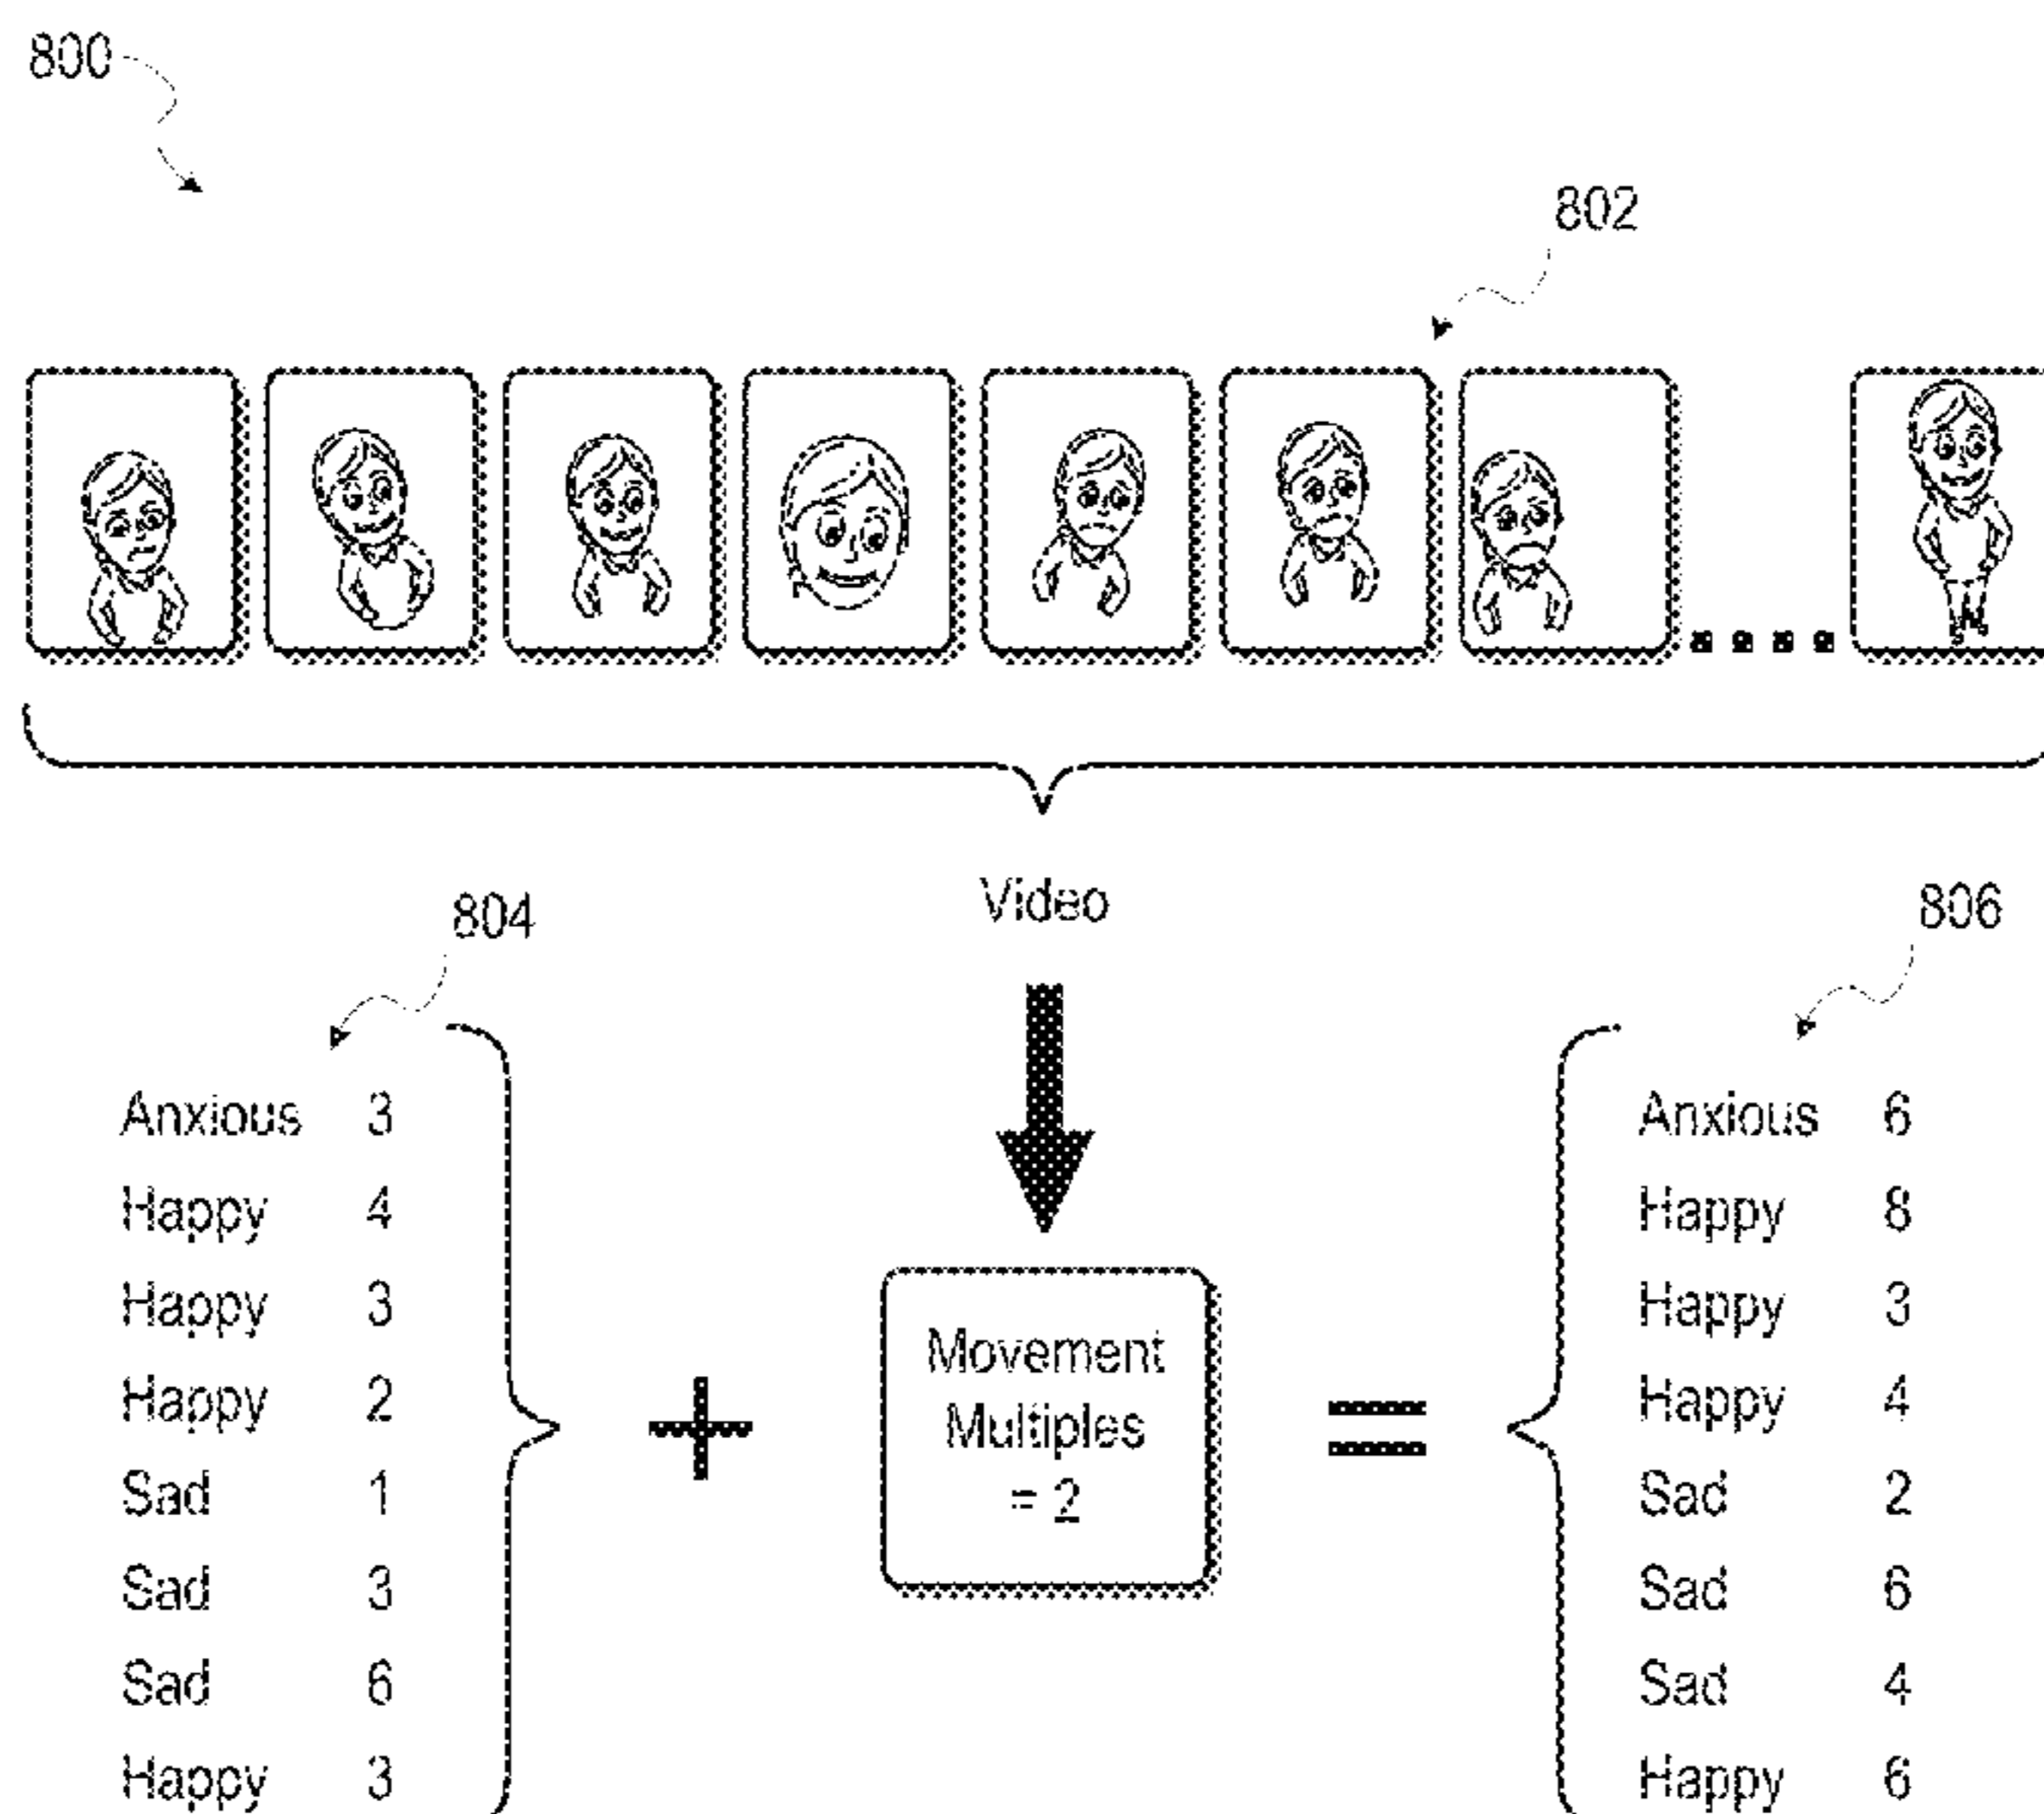 800
802
Video
804
806
Anxious 3
Happy 4
Happy 3
Happy 2
Sad 1
Sad 3
Sad 6
Happy 3
+
Movement
Multiples
= 2
=
Anxious 6
Happy 8
Happy 3
Happy 4
Sad 2
Sad 6
Sad 4
Happy 6